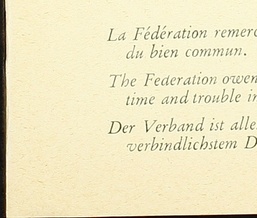 La Fédération remerc
du bien commun.
The Federation owe
time and trouble i
Der Verband ist alle
verbindlichstem D